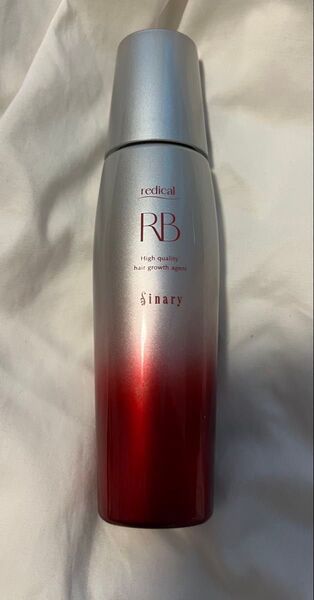 redical
RB
High quality
hair growth agent
Sinary